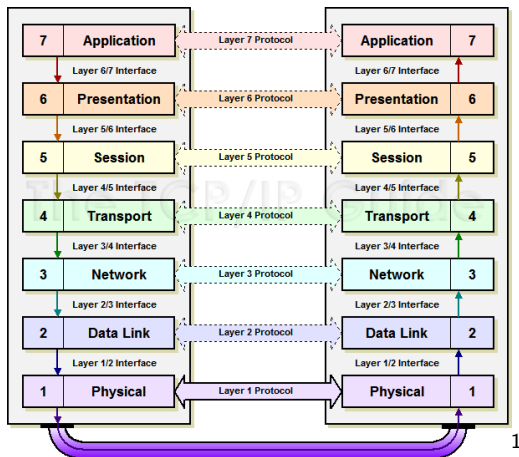 7 Application Layer 7 Protocol Application 7
Layer 6/7 Interface Layer 6/7 Interface
6 Presentation Layer 6 Protocol Presentation 6
Layer 5/6 Interface Layer 5/6 Interface
5 Session Layer 5 Protocol Session 5
Layer 4/5 Interface Layer 4/5 Interface
The TCP/IP Guide
4 Transport Layer 4 Protocol Transport 4
Layer 3/4 Interface Layer 3/4 Interface
3 Network Layer 3 Protocol Network 3
Layer 2/3 Interface Layer 2/3 Interface
2 Data Link Layer 2 Protocol Data Link 2
Layer 1/2 Interface Layer 1/2 Interface
1 Physical Layer 1 Protocol Physical 1
1